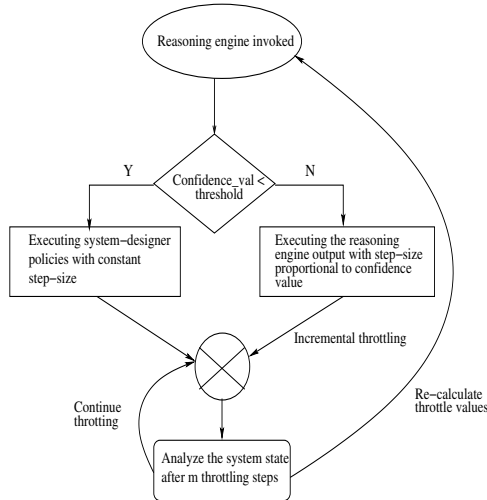 Reasoning engine invoked
Y
Confidence_val <
threshold
N
Executing system-designer
policies with constant
step-size
Executing the reasoning
engine output with step-size
proportional to confidence
value
Incremental throttling
Continue
throtting
Re-calculate
throttle values
Analyze the system state
after m throttling steps